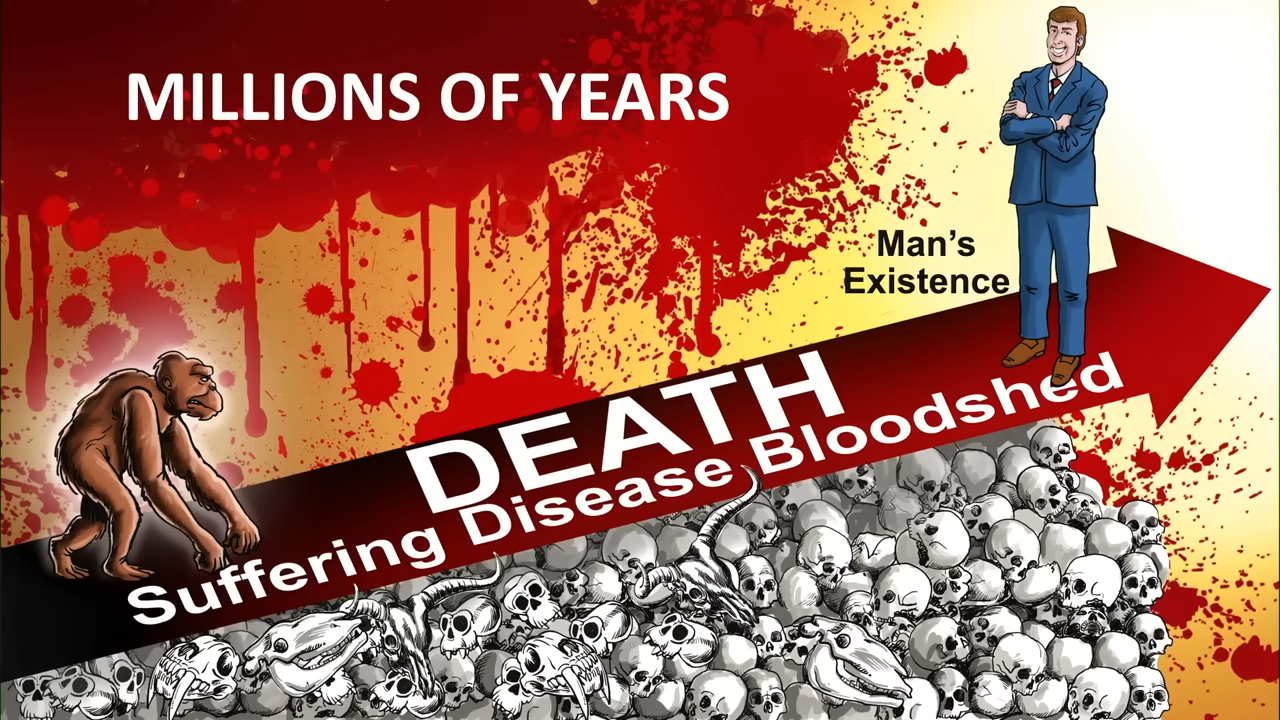 MILLIONS OF YEARS
Man's
Existence
DEATH
Suffering Disease Bloodshed